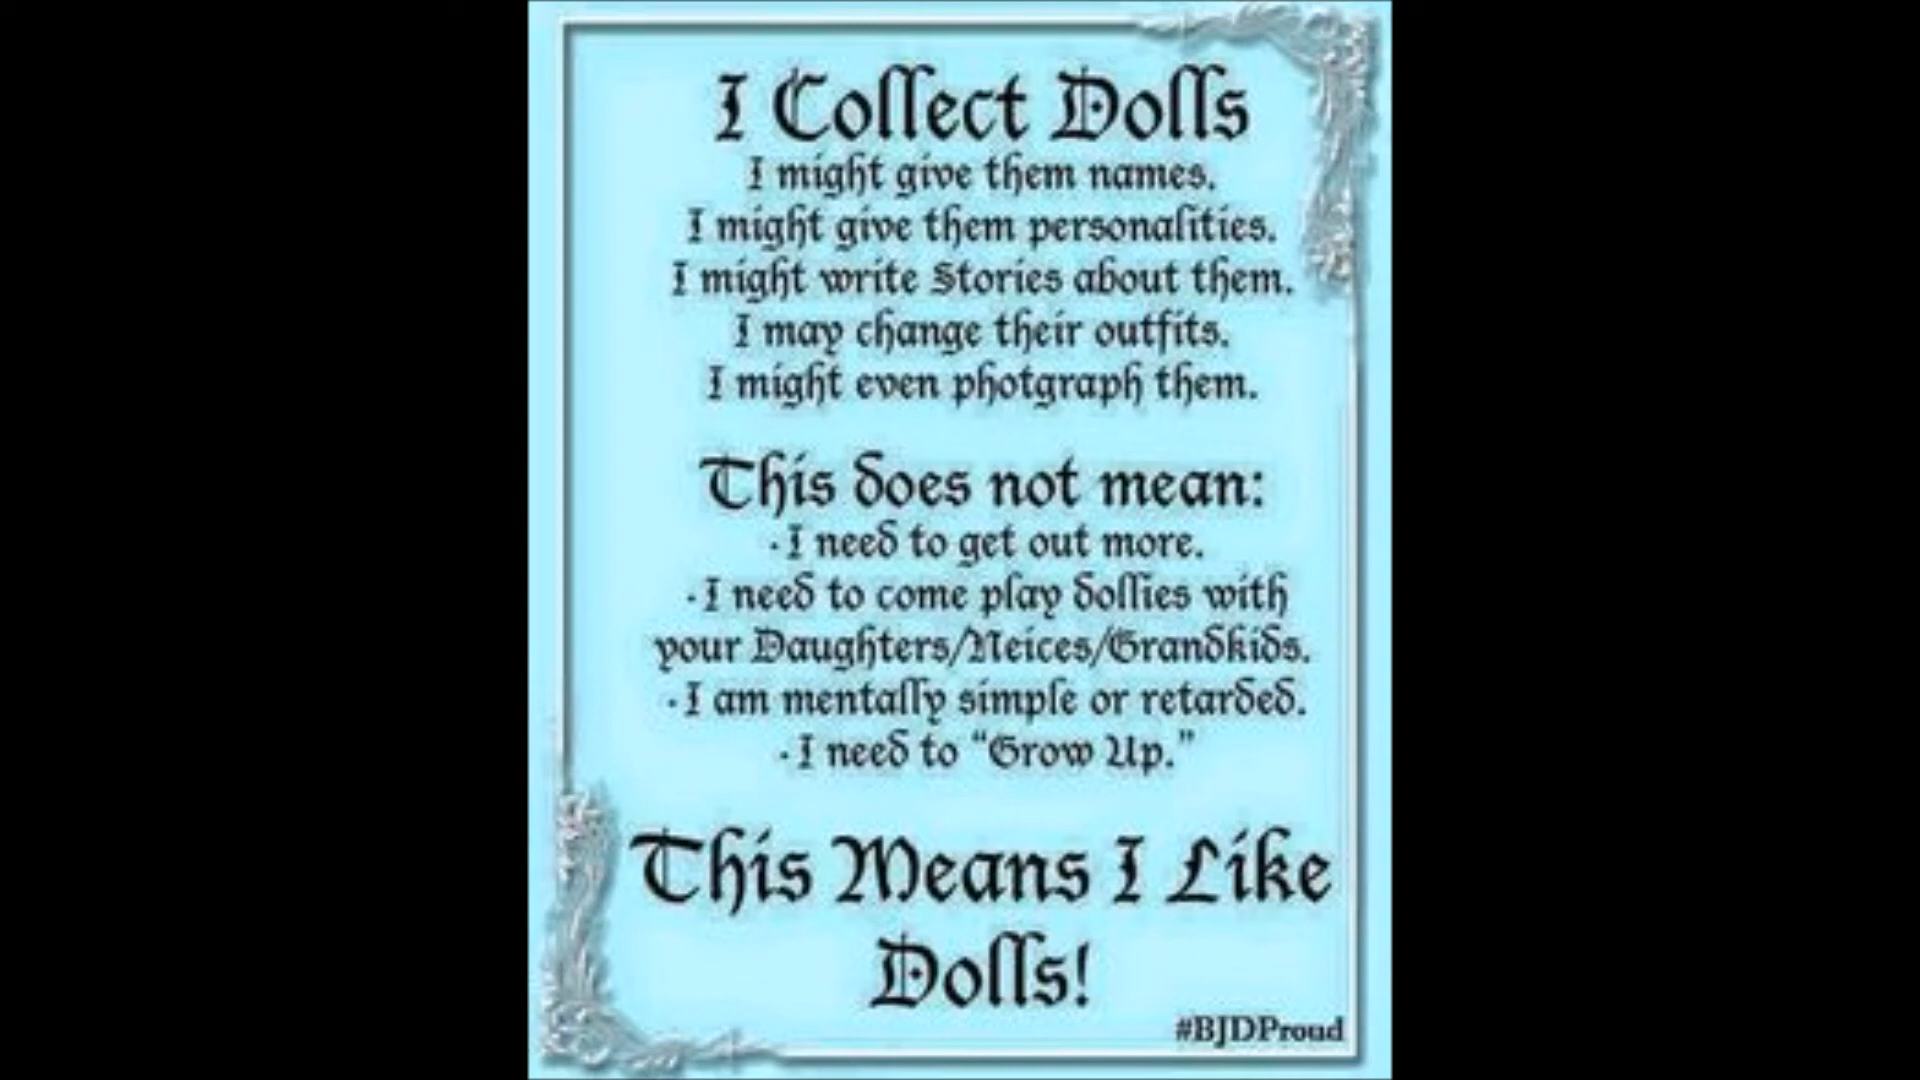 I Collect Dolls
I might give them names.
I might give them personalities.
I might write Stories about them.
I may change their outfits.
I might even photgraph them.
This does not mean:
· I need to get out more.
· I need to come play dollies with
your Daughters/Neices/Grandkids.
· I am mentally simple or retarded.
· I need to “Grow Up.”
This Means I Like
Dolls!
#BJDProud